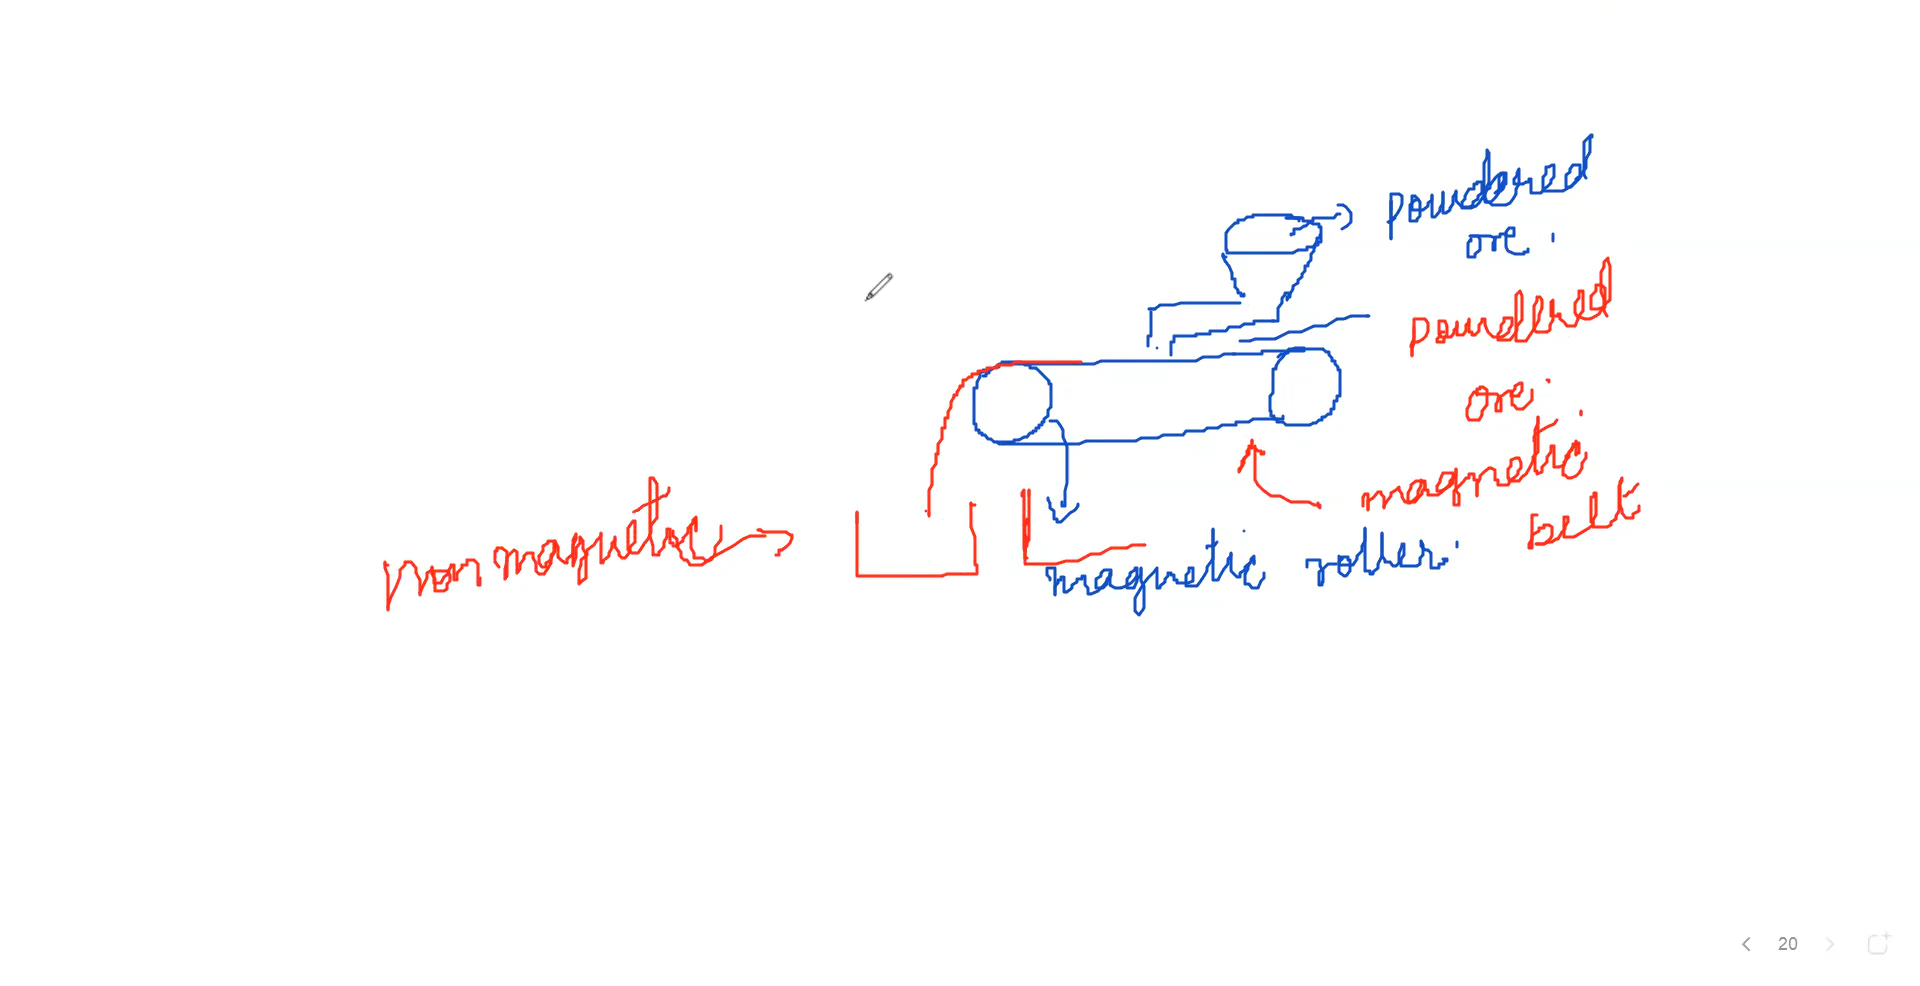 powdered
ore.
powdered
ore.
magnetic
belt
non magnetic
magnetic roller.
20